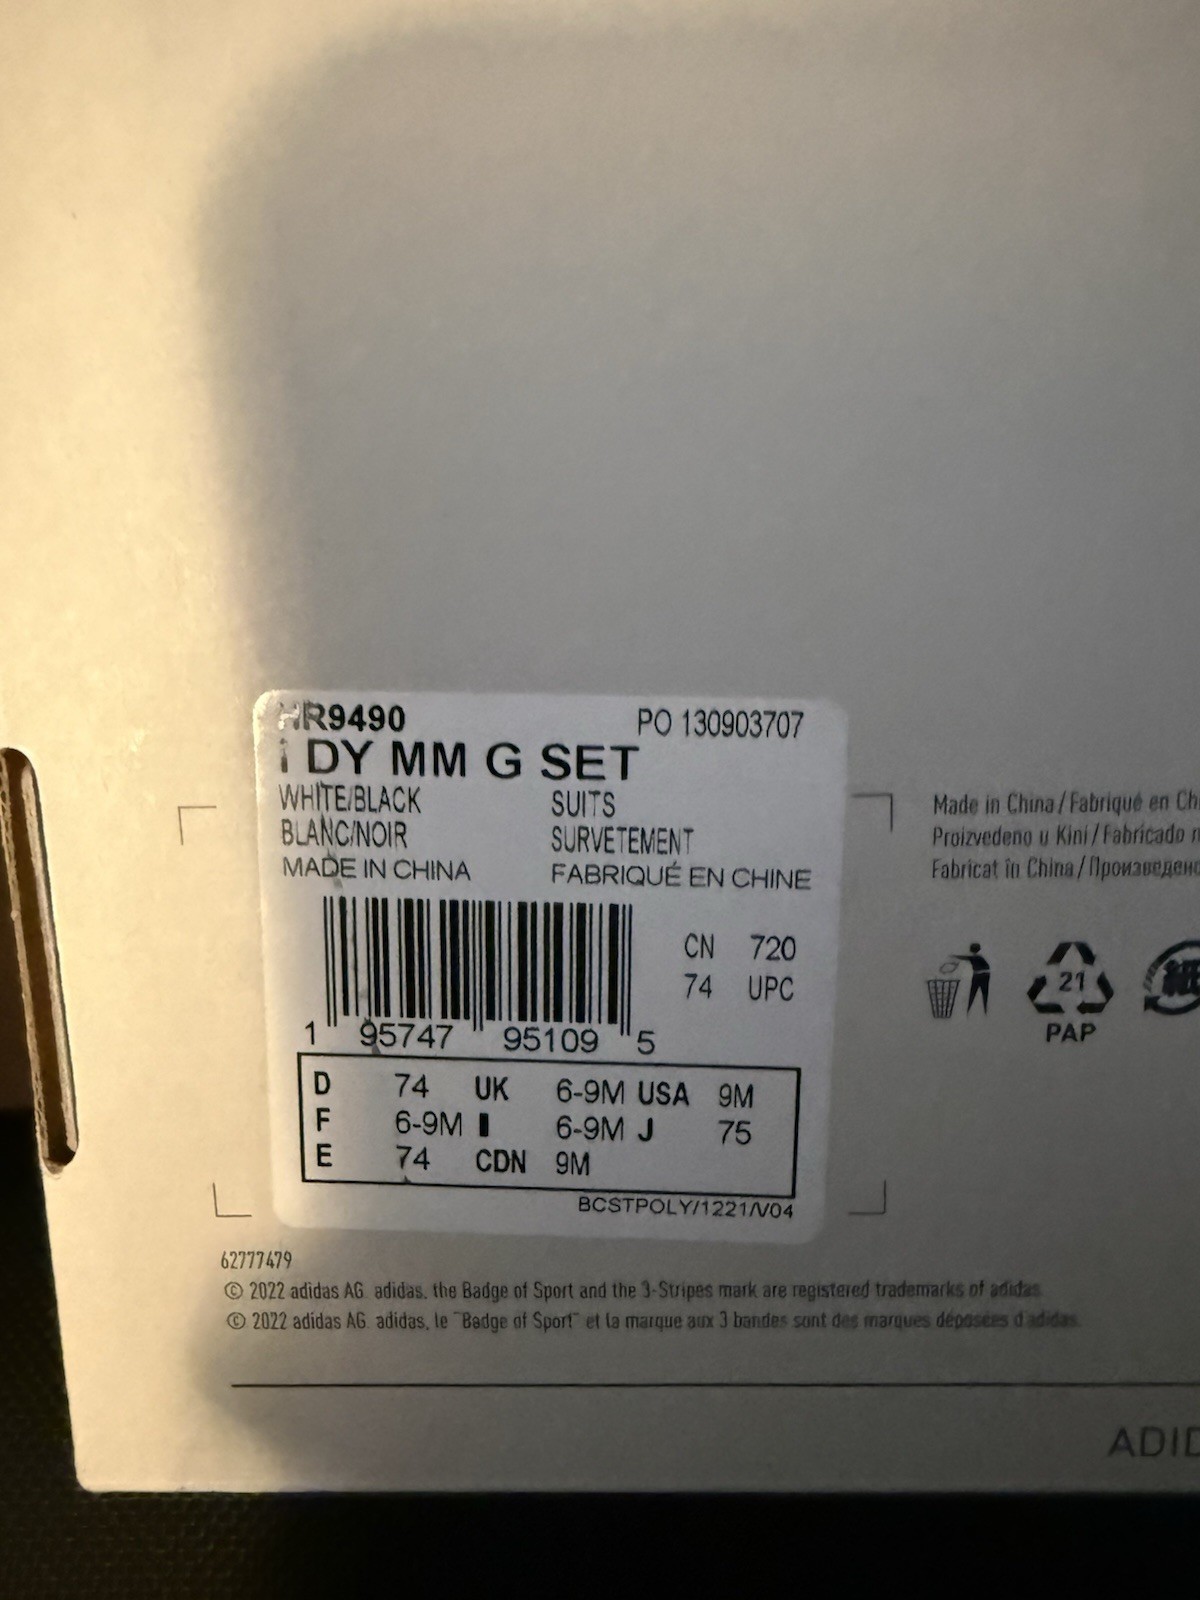 HR9490 PO 130903707
I DY MM G SET
WHITE/BLACK SUITS
BLANC/NOIR SURVETEMENT
MADE IN CHINA FABRIQUÉ EN CHINE
CN 720
74 UPC
1 95747 95109 5
D 74 UK 6-9M USA 9M
F 6-9M I 6-9M J 75
E 74 CDN 9M
BCSTPOLY/1221/V04
Made in China / Fabriqué en Ch
Proizvedeno u Kini / Fabricado
Fabricat în China / Произведено
21
PAP
62777479
© 2022 adidas AG. adidas, the Badge of Sport and the 3-Stripes mark are registered trademarks of adidas.
© 2022 adidas AG. adidas, le "Badge of Sport" et la marque aux 3 bandes sont des marques déposées d'adidas.
ADID